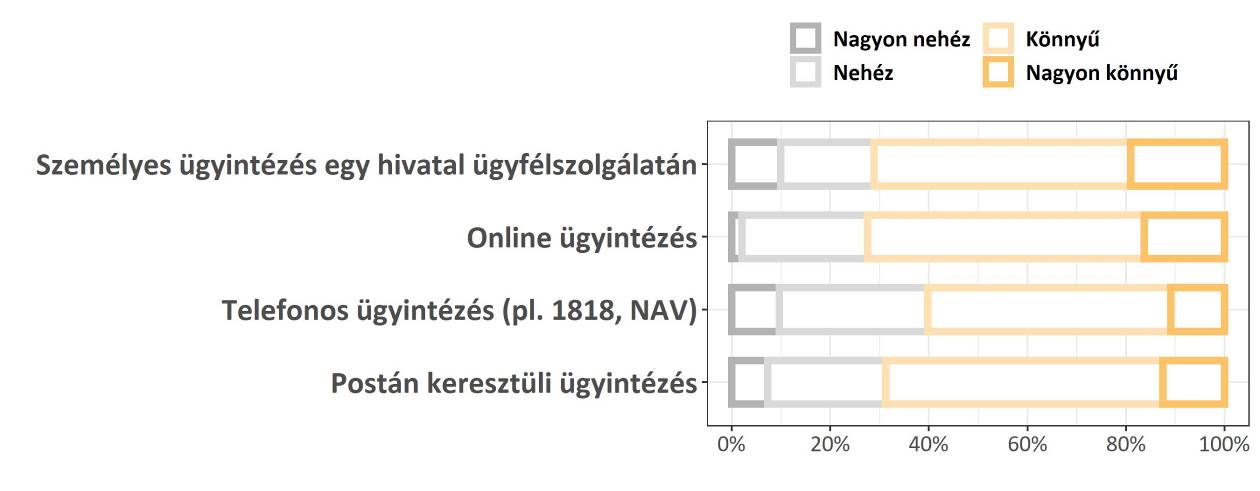 Nagyon nehéz
Könnyű
Nehéz
Nagyon könnyű
Személyes ügyintézés egy hivatal ügyfélszolgálatán
Online ügyintézés
Telefonos ügyintézés (pl. 1818, NAV)
Postán keresztüli ügyintézés
0% 20% 40% 60% 80% 100%